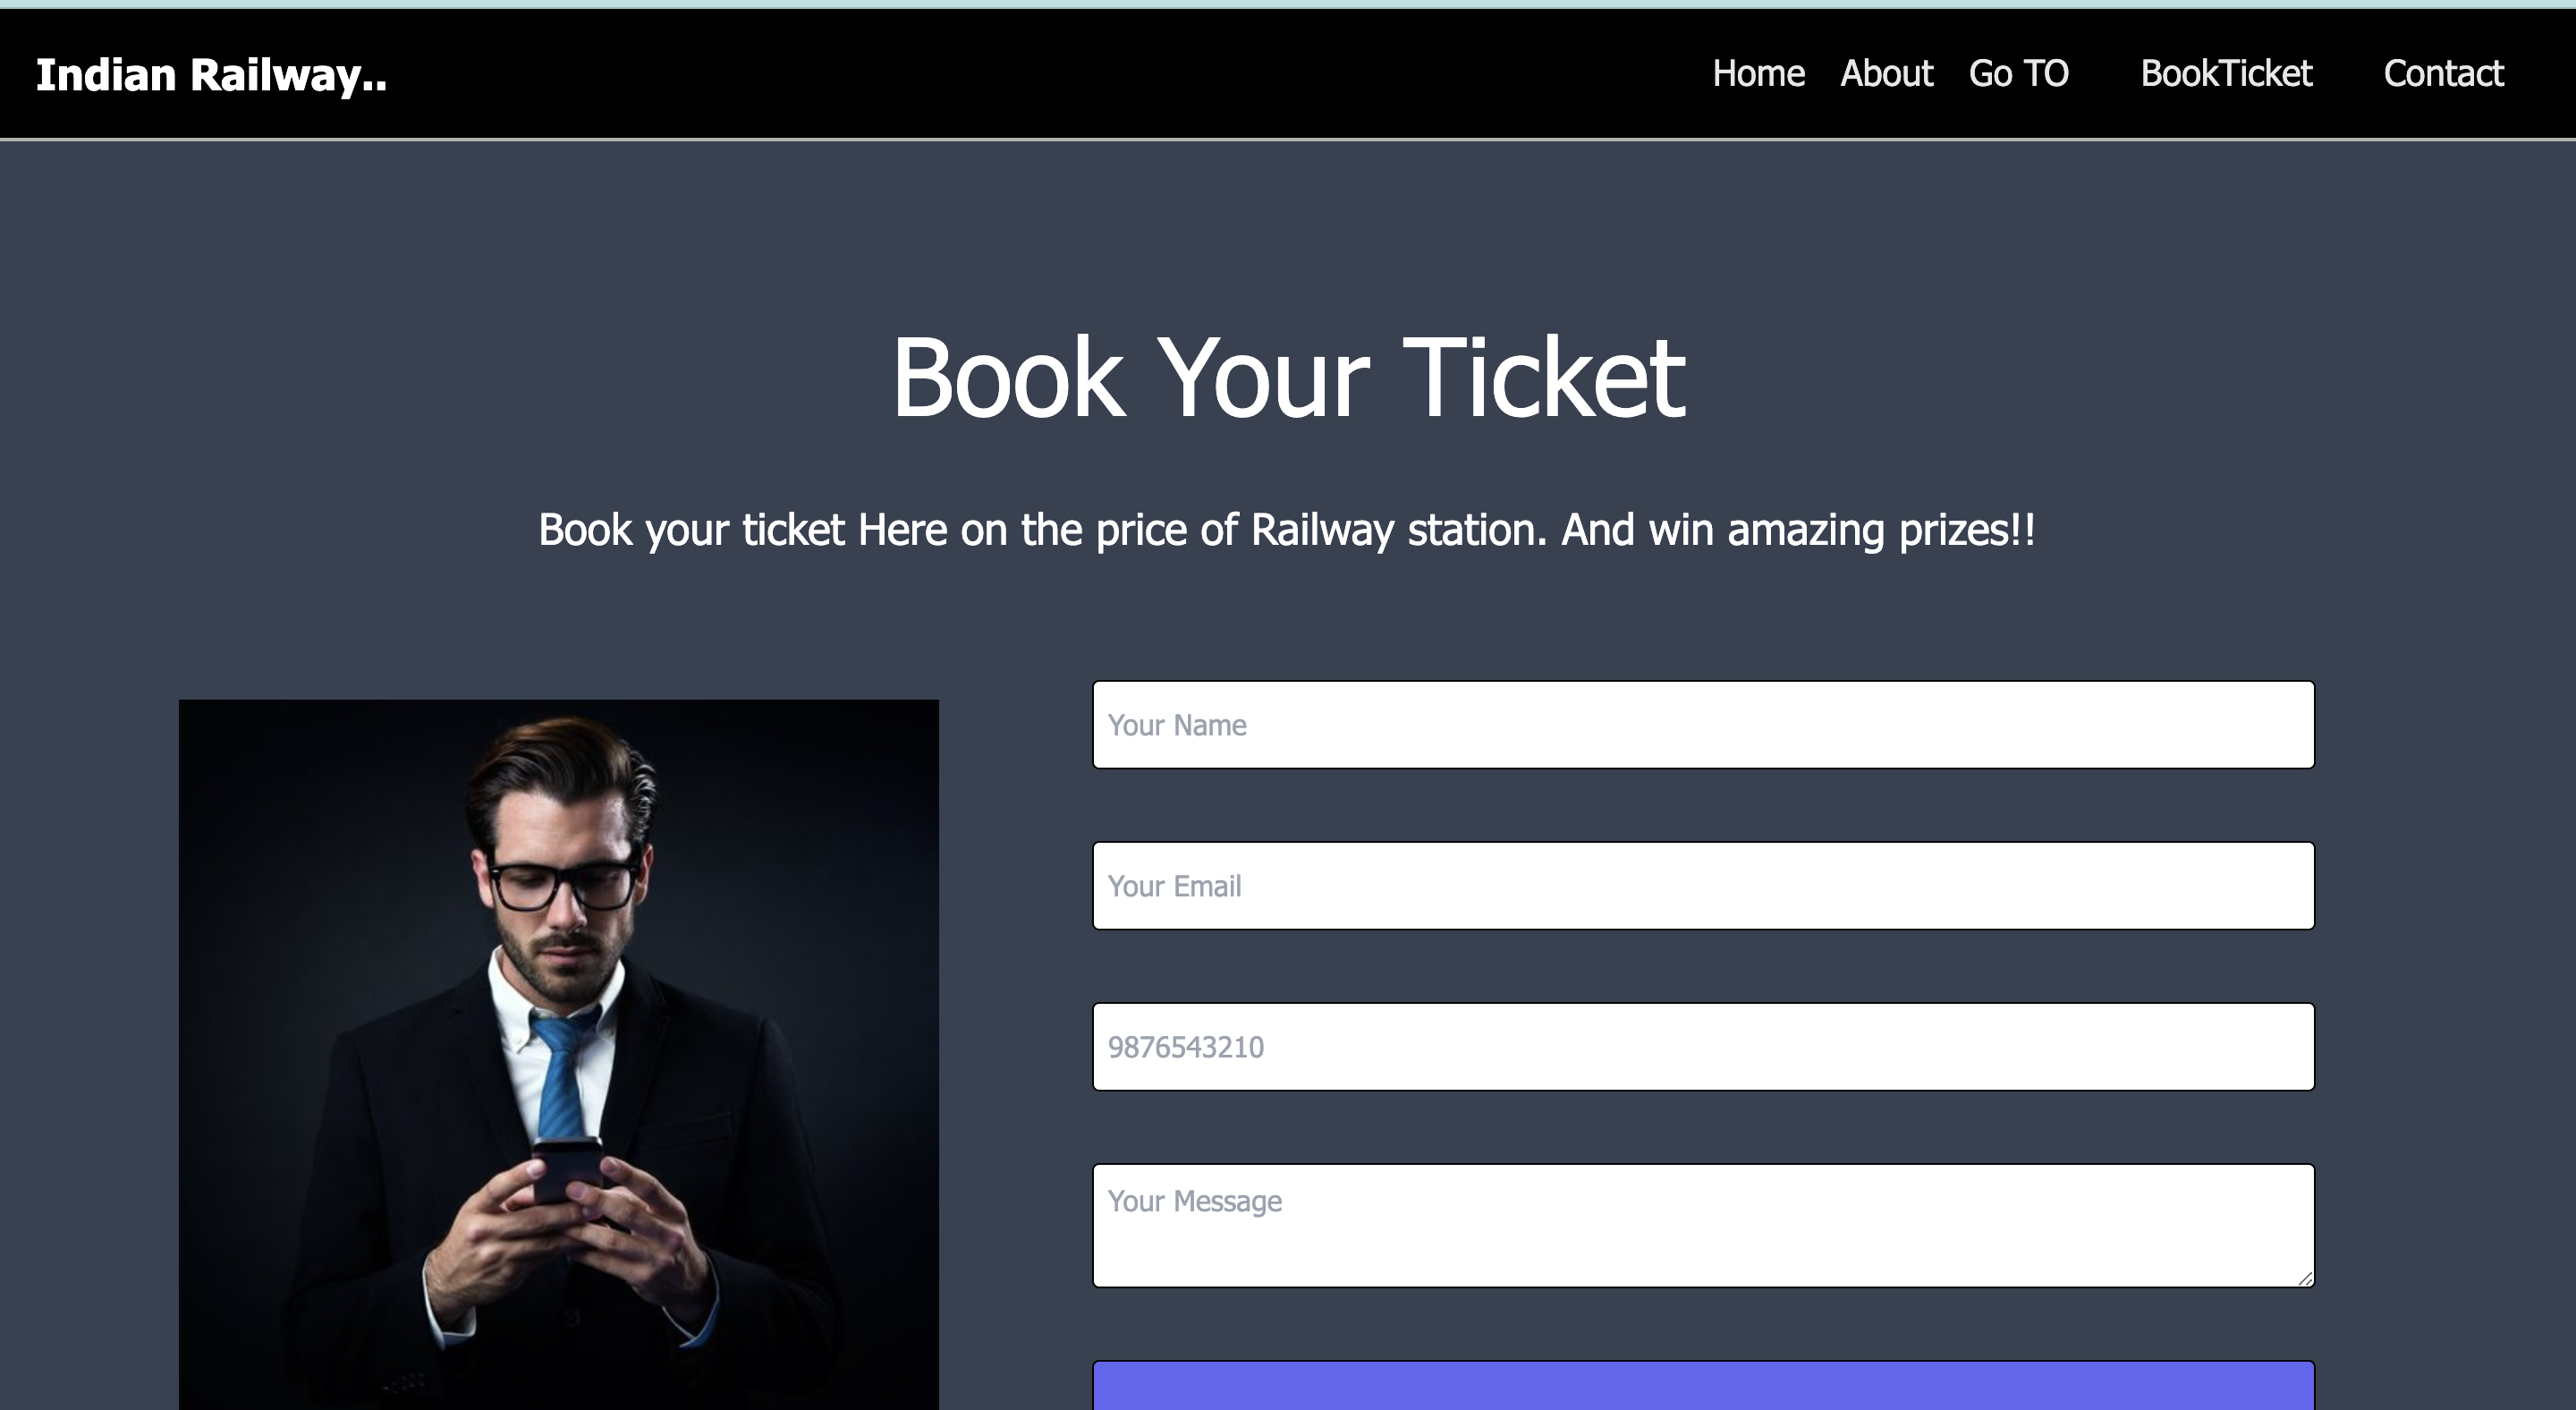 Indian Railway..
Home About Go TO BookTicket Contact
Book Your Ticket
Book your ticket Here on the price of Railway station. And win amazing prizes!!
Your Name
Your Email
9876543210
Your Message